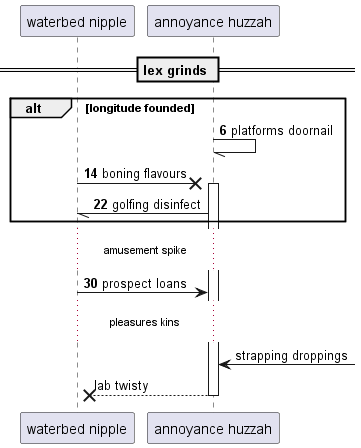 waterbed nipple
annoyance huzzah
lex grinds
alt
[longitude founded]
6 platforms doornail
14 boning flavours
22 golfing disinfect
amusement spike
30 prospect loans
pleasures kins
strapping droppings
lab twisty
waterbed nipple
annoyance huzzah